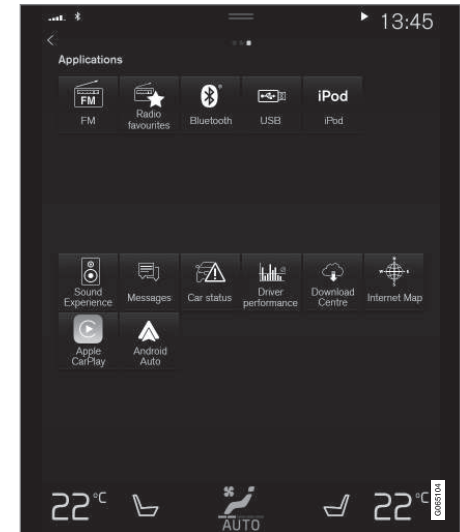 13:45
Applications
FM
FM
Radio
favourites
Bluetooth
USB
iPod
iPod
Sound
Experience
Messages
Car status
Driver
performance
Download
Centre
Internet Map
Apple
CarPlay
Android
Auto
22°C
AUTO
22°C
G065104